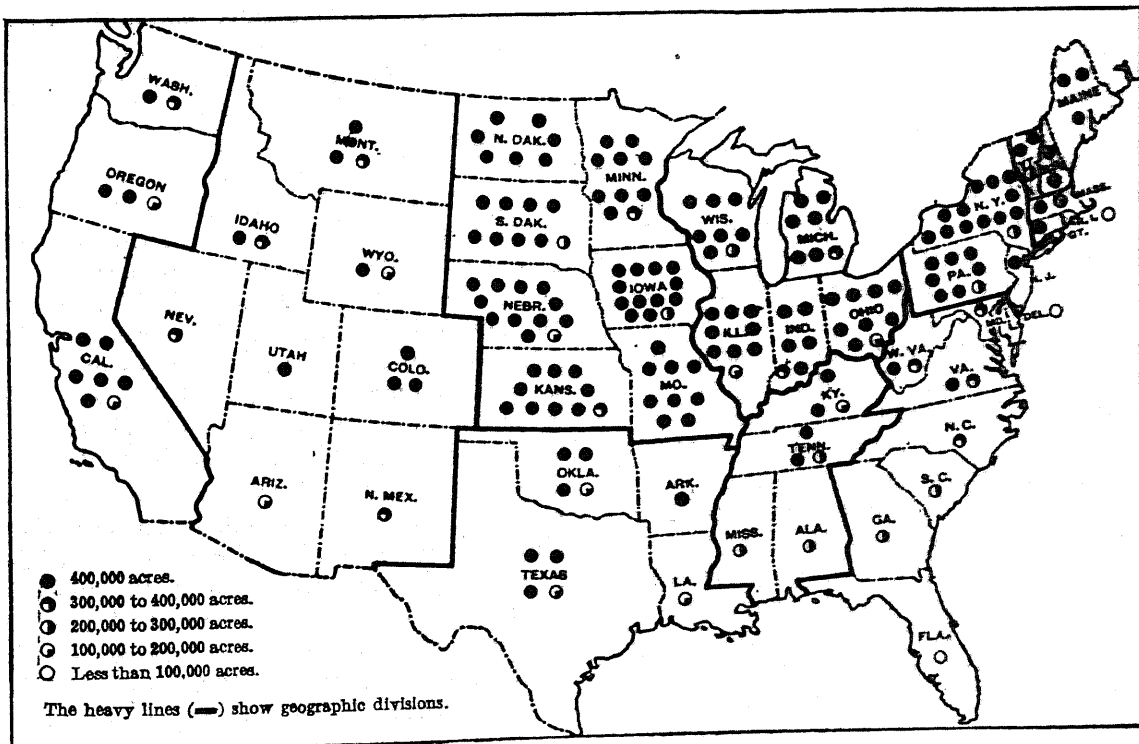 WASH.
MONT.
N. DAK.
MINN.
MAINE
OREGON
IDAHO
WYO.
S. DAK.
WIS.
MICH.
N. Y.
MASS.
CT.
NEBR.
IOWA
PA.
N. J.
NEV.
UTAH
COLO.
KANS.
MO.
ILL.
IND.
OHIO
W. VA.
MD.
DEL.
CAL.
VA.
KY.
N. C.
TENN.
ARIZ.
N. MEX.
OKLA.
ARK.
S. C.
MISS.
ALA.
GA.
TEXAS
LA.
FLA.
400,000 acres.
300,000 to 400,000 acres.
200,000 to 300,000 acres.
100,000 to 200,000 acres.
Less than 100,000 acres.
The heavy lines (▬) show geographic divisions.